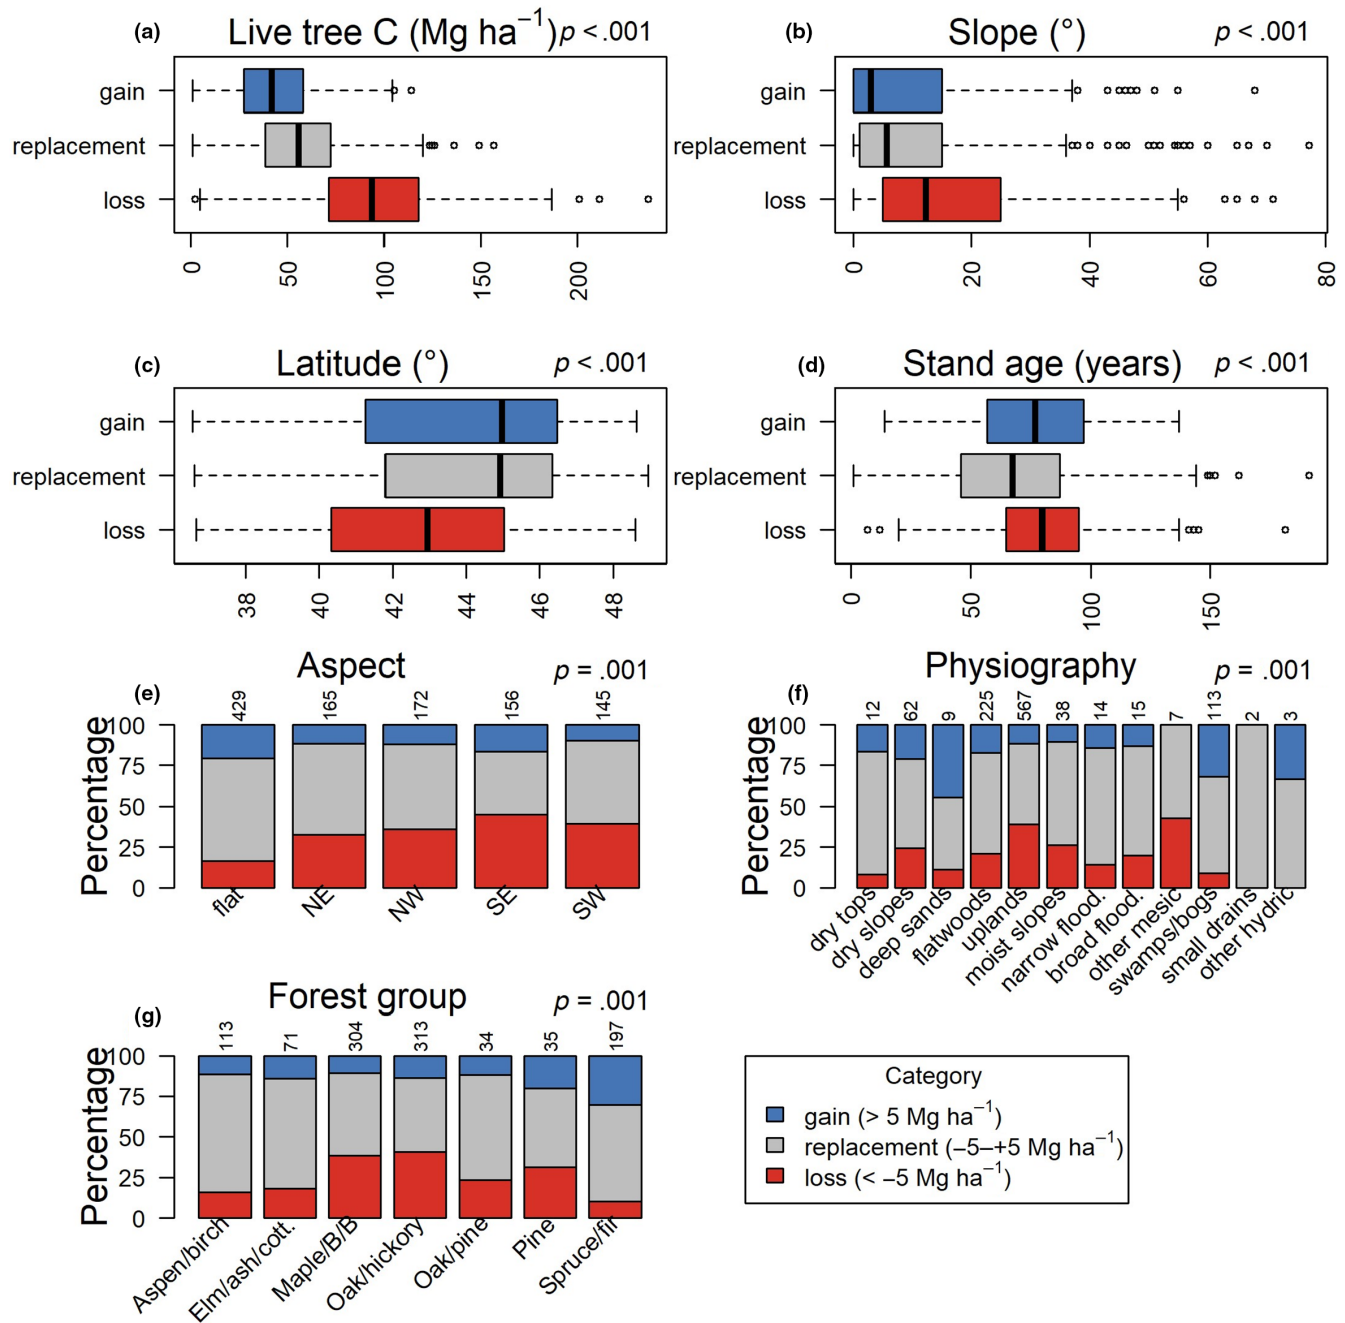 (a) Live tree C (Mg ha⁻¹) p < .001
gain
replacement
loss
0 50 100 150 200
(b) Slope (°) p < .001
gain
replacement
loss
0 20 40 60 80
(c) Latitude (°) p < .001
gain
replacement
loss
38 40 42 44 46 48
(d) Stand age (years) p < .001
gain
replacement
loss
0 50 100 150
(e) Aspect p = .001
429 165 172 156 145
Percentage
100
75
50
25
0
flat NE NW SE SW
(f) Physiography p = .001
12 62 9 225 567 38 14 15 7 113 2 3
Percentage
100
75
50
25
0
dry tops dry slopes deep sands flatwoods uplands moist slopes narrow flood. broad flood. other mesic swamps/bogs small drains other hydric
(g) Forest group p = .001
113 71 304 313 34 35 197
Percentage
100
75
50
25
0
Aspen/birch Elm/ash/cott. Maple/B/B Oak/hickory Oak/pine Pine Spruce/fir
Category
gain (> 5 Mg ha⁻¹)
replacement (−5−+5 Mg ha⁻¹)
loss (< −5 Mg ha⁻¹)